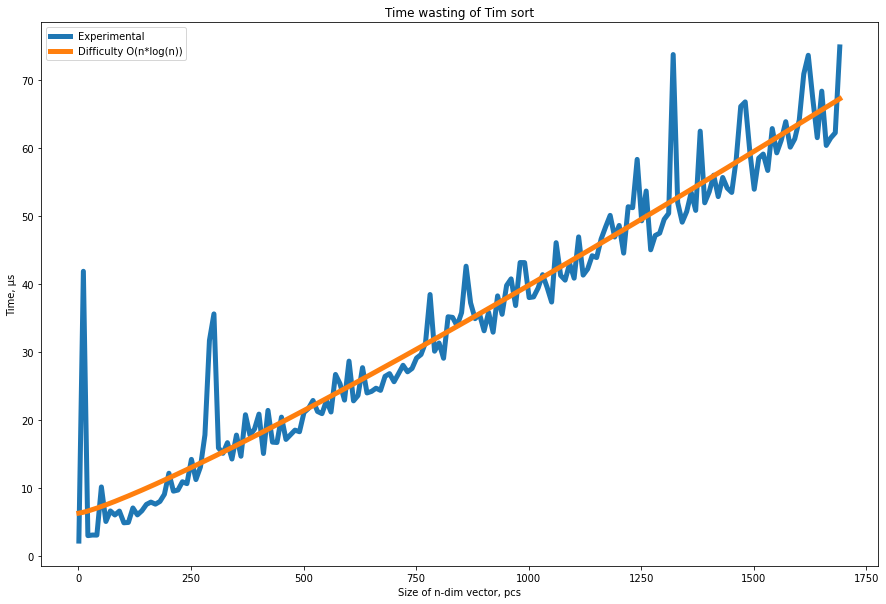 Time wasting of Tim sort
Experimental
Difficulty O(n*log(n))
70
60
50
40
30
20
10
0
Time, µs
0 250 500 750 1000 1250 1500 1750
Size of n-dim vector, pcs